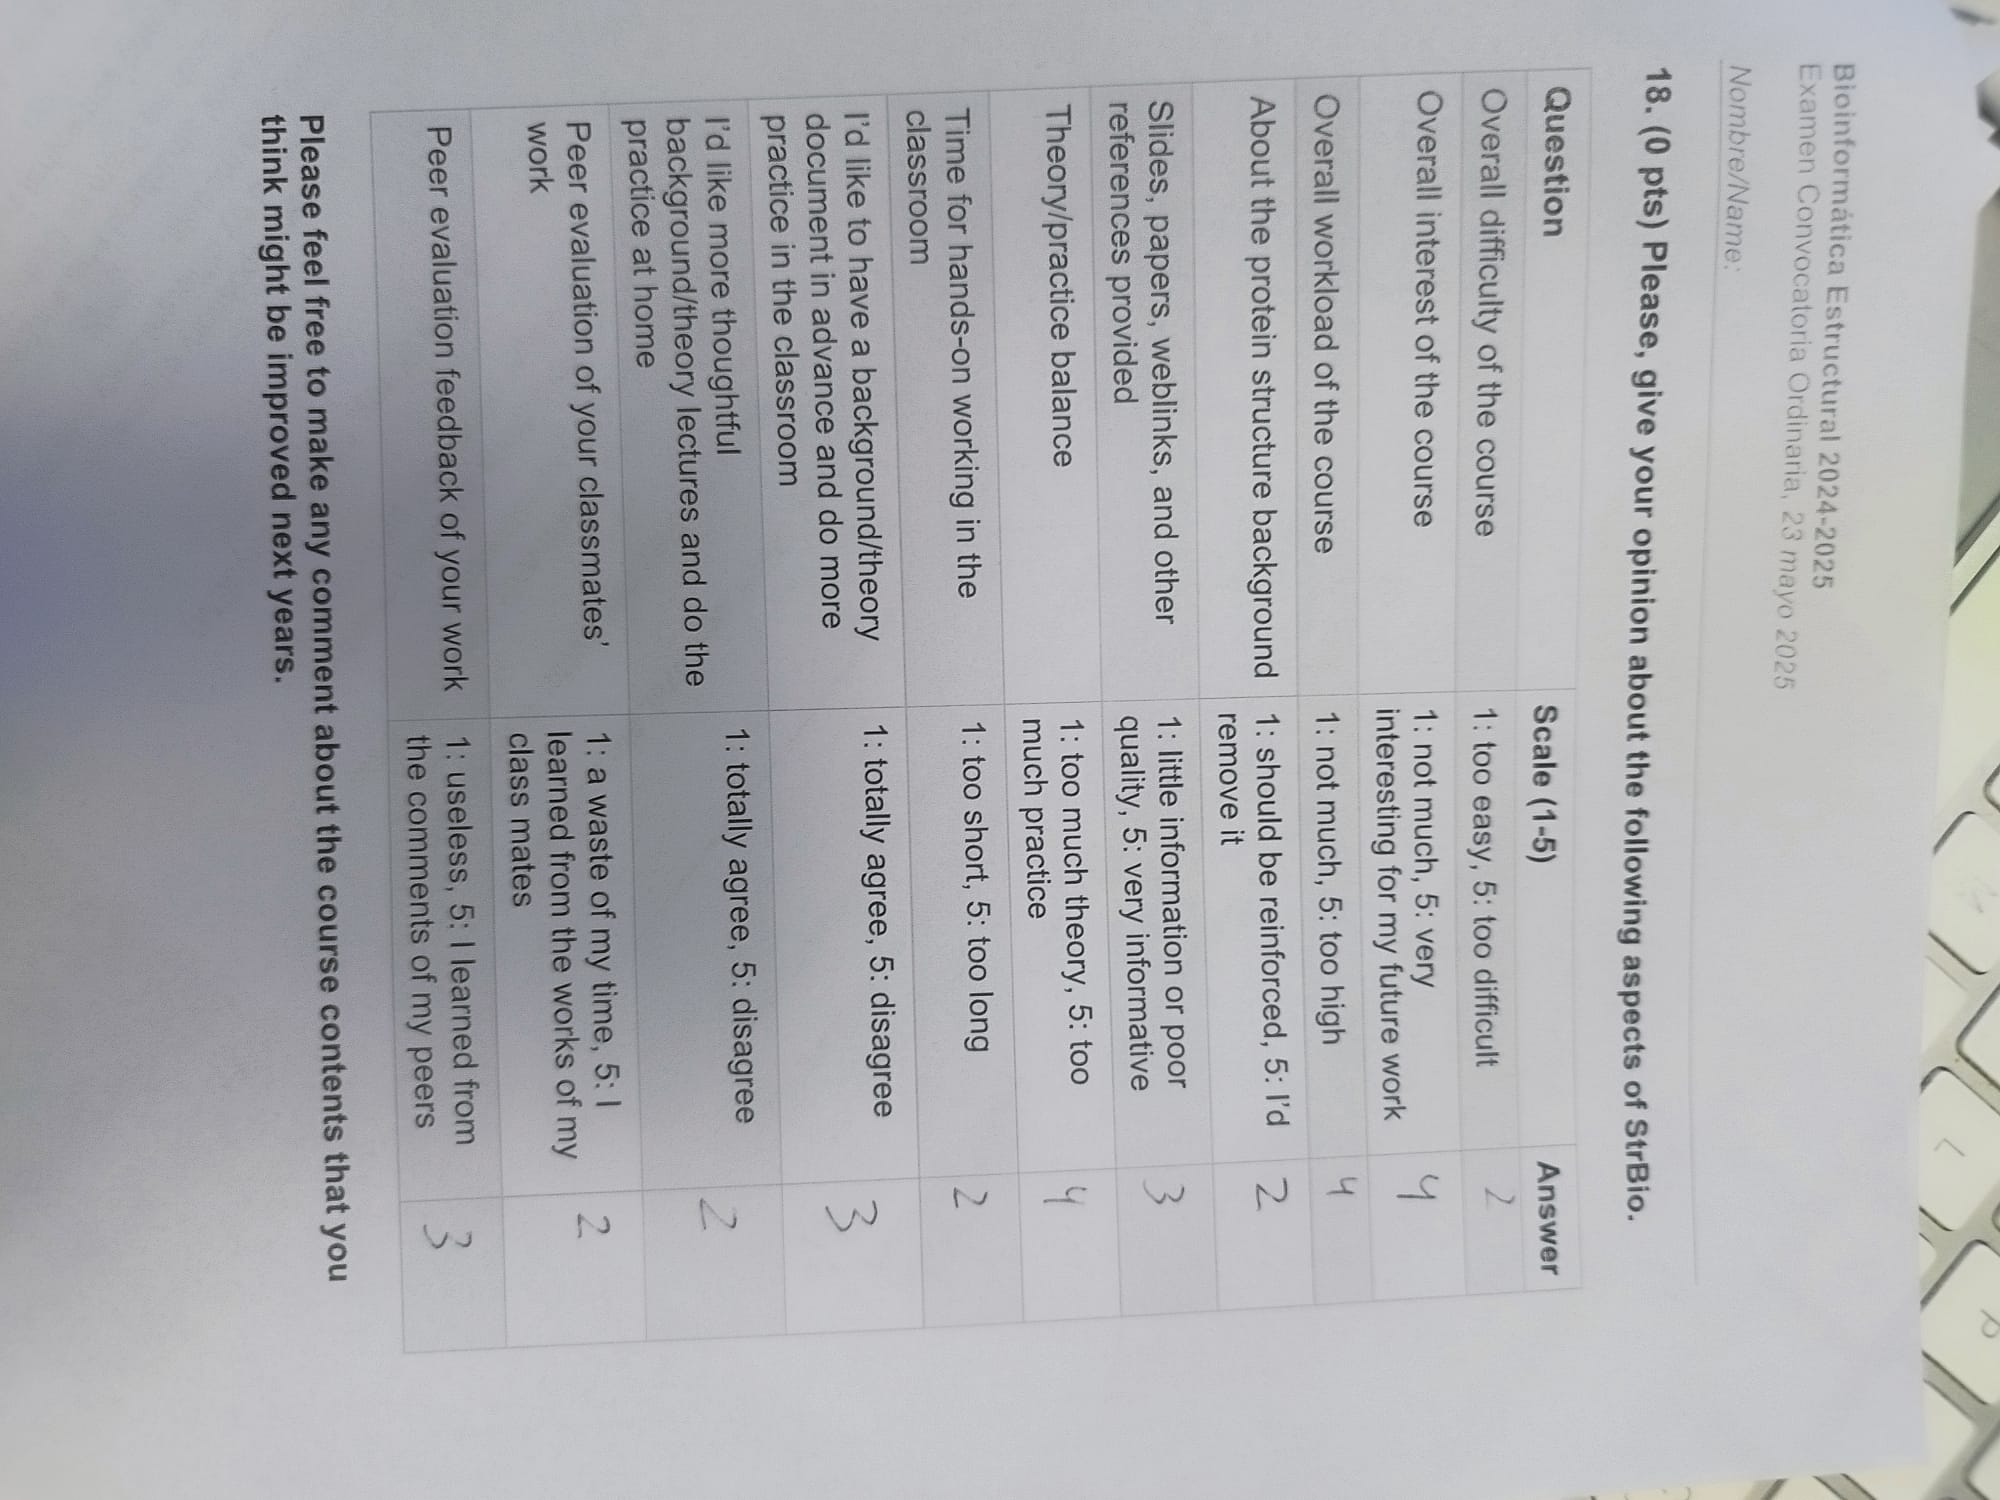 Bioinformática Estructural 2024-2025
Examen Convocatoria Ordinaria, 23 mayo 2025
Nombre/Name:
18. (0 pts) Please, give your opinion about the following aspects of StrBio.
Question Scale (1-5) Answer
Overall difficulty of the course 1: too easy, 5: too difficult 2
Overall interest of the course 1: not much, 5: very
interesting for my future work 4
Overall workload of the course 1: not much, 5: too high 4
About the protein structure background 1: should be reinforced, 5: I'd
remove it 2
Slides, papers, weblinks, and other
references provided
1: little information or poor
quality, 5: very informative 3
Theory/practice balance 1: too much theory, 5: too
much practice 4
Time for hands-on working in the
classroom
1: too short, 5: too long 2
I'd like to have a background/theory
document in advance and do more
practice in the classroom
1: totally agree, 5: disagree 3
I'd like more thoughtful
background/theory lectures and do the
practice at home
1: totally agree, 5: disagree 2
Peer evaluation of your classmates'
work
1: a waste of my time, 5: I
learned from the works of my
class mates 2
Peer evaluation feedback of your work 1: useless, 5: I learned from
the comments of my peers 3
Please feel free to make any comment about the course contents that you
think might be improved next years.